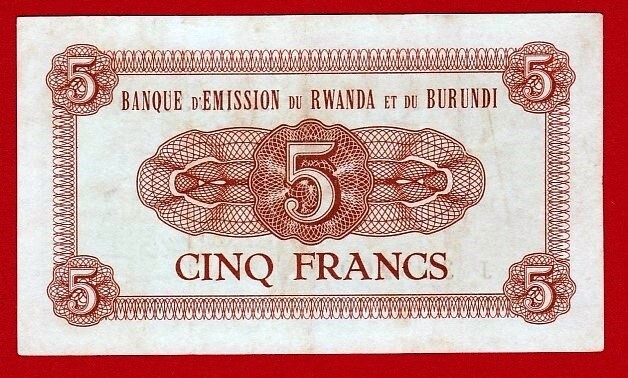 5 5
BANQUE D'EMISSION DU RWANDA ET DU BURUNDI
5
CINQ FRANCS
5 5